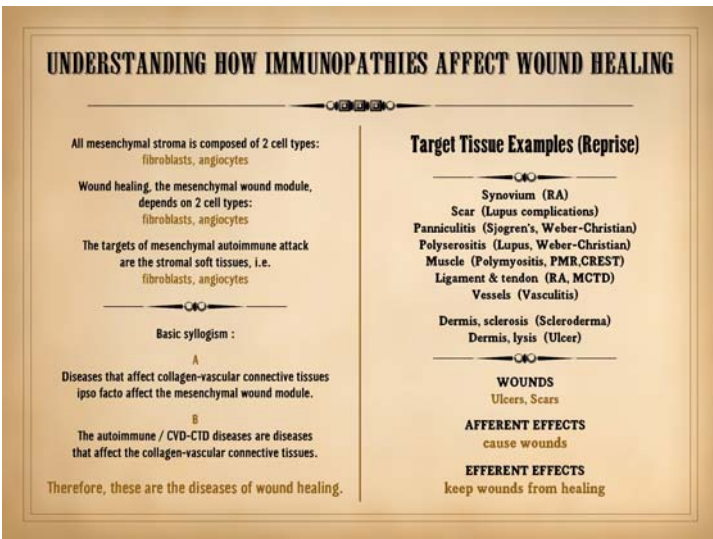 UNDERSTANDING HOW IMMUNOPATHIES AFFECT WOUND HEALING
All mesenchymal stroma is composed of 2 cell types:
fibroblasts, angiocytes
Wound healing, the mesenchymal wound module,
depends on 2 cell types:
fibroblasts, angiocytes
The targets of mesenchymal autoimmune attack
are the stromal soft tissues, i.e.
fibroblasts, angiocytes
Basic syllogism :
A
Diseases that affect collagen-vascular connective tissues
ipso facto affect the mesenchymal wound module.
B
The autoimmune / CVD-CTD diseases are diseases
that affect the collagen-vascular connective tissues.
Therefore, these are the diseases of wound healing.
Target Tissue Examples (Reprise)
Synovium (RA)
Scar (Lupus complications)
Panniculitis (Sjogren's, Weber-Christian)
Polyserositis (Lupus, Weber-Christian)
Muscle (Polymyositis, PMR,CREST)
Ligament & tendon (RA, MCTD)
Vessels (Vasculitis)
Dermis, sclerosis (Scleroderma)
Dermis, lysis (Ulcer)
WOUNDS
Ulcers, Scars
AFFERENT EFFECTS
cause wounds
EFFERENT EFFECTS
keep wounds from healing